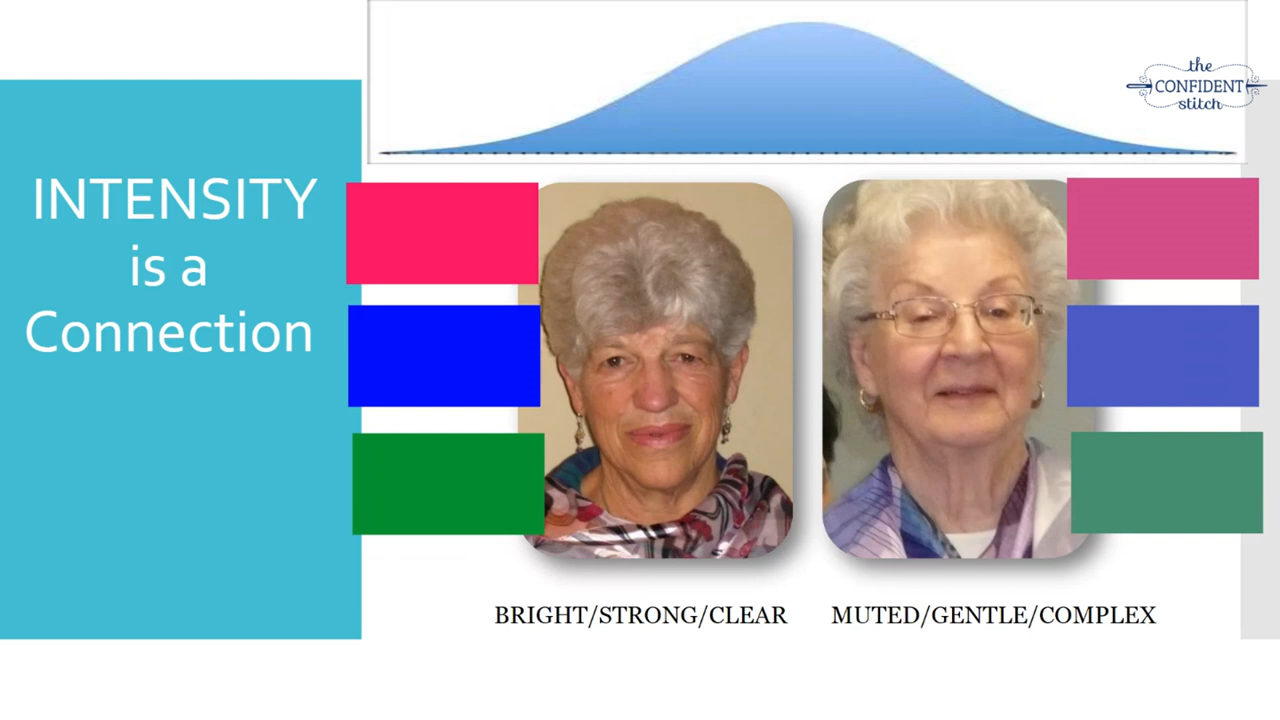 the
CONFIDENT
stitch
INTENSITY
is a
Connection
BRIGHT/STRONG/CLEAR
MUTED/GENTLE/COMPLEX